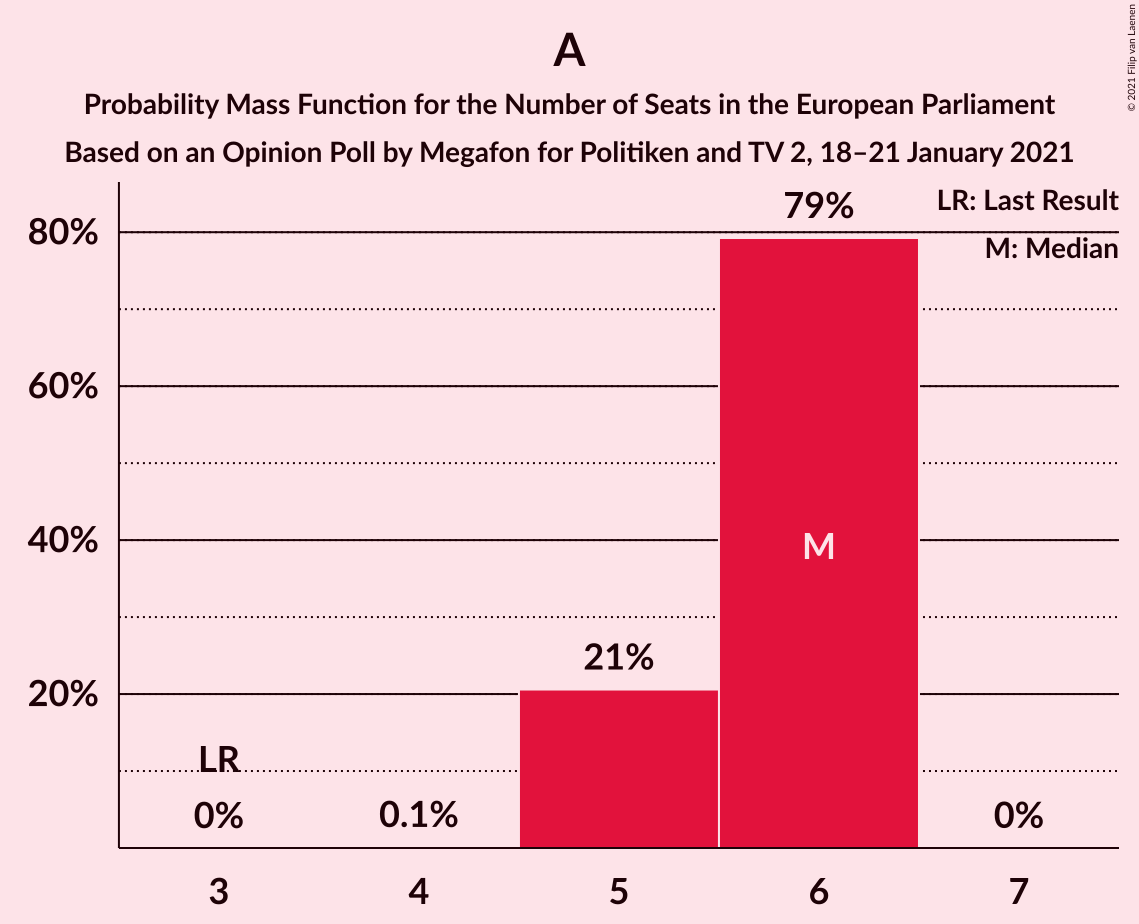 A
Probability Mass Function for the Number of Seats in the European Parliament
Based on an Opinion Poll by Megafon for Politiken and TV 2, 18–21 January 2021
© 2021 Filip van Laenen
LR: Last Result
M: Median
80%
60%
40%
20%
79%
M
21%
LR
0%
0.1%
0%
3 4 5 6 7